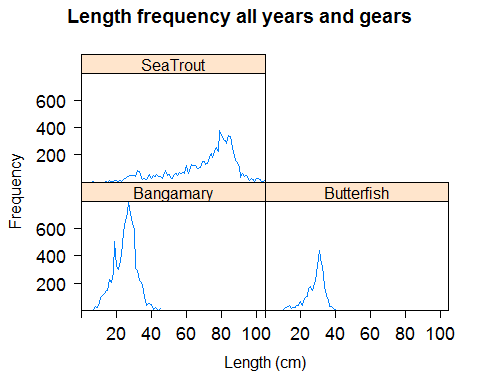 Length frequency all years and gears
SeaTrout
600
400
200
Frequency
Bangamary
Butterfish
600
400
200
20 40 60 80 100
20 40 60 80 100
Length (cm)